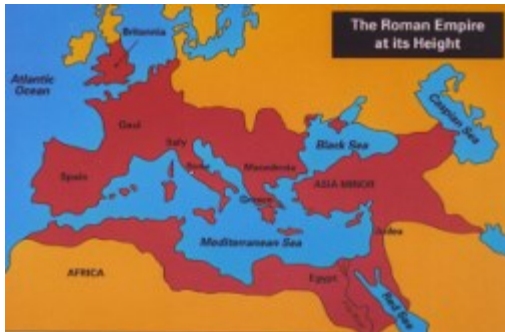 The Roman Empire
at its Height
Britannia
Atlantic
Ocean
Caspian Sea
Gaul
Italy
Black Sea
Rome
Macedonia
Spain
ASIA MINOR
Greece
Mediterranean Sea
Judea
AFRICA
Egypt
Red Sea